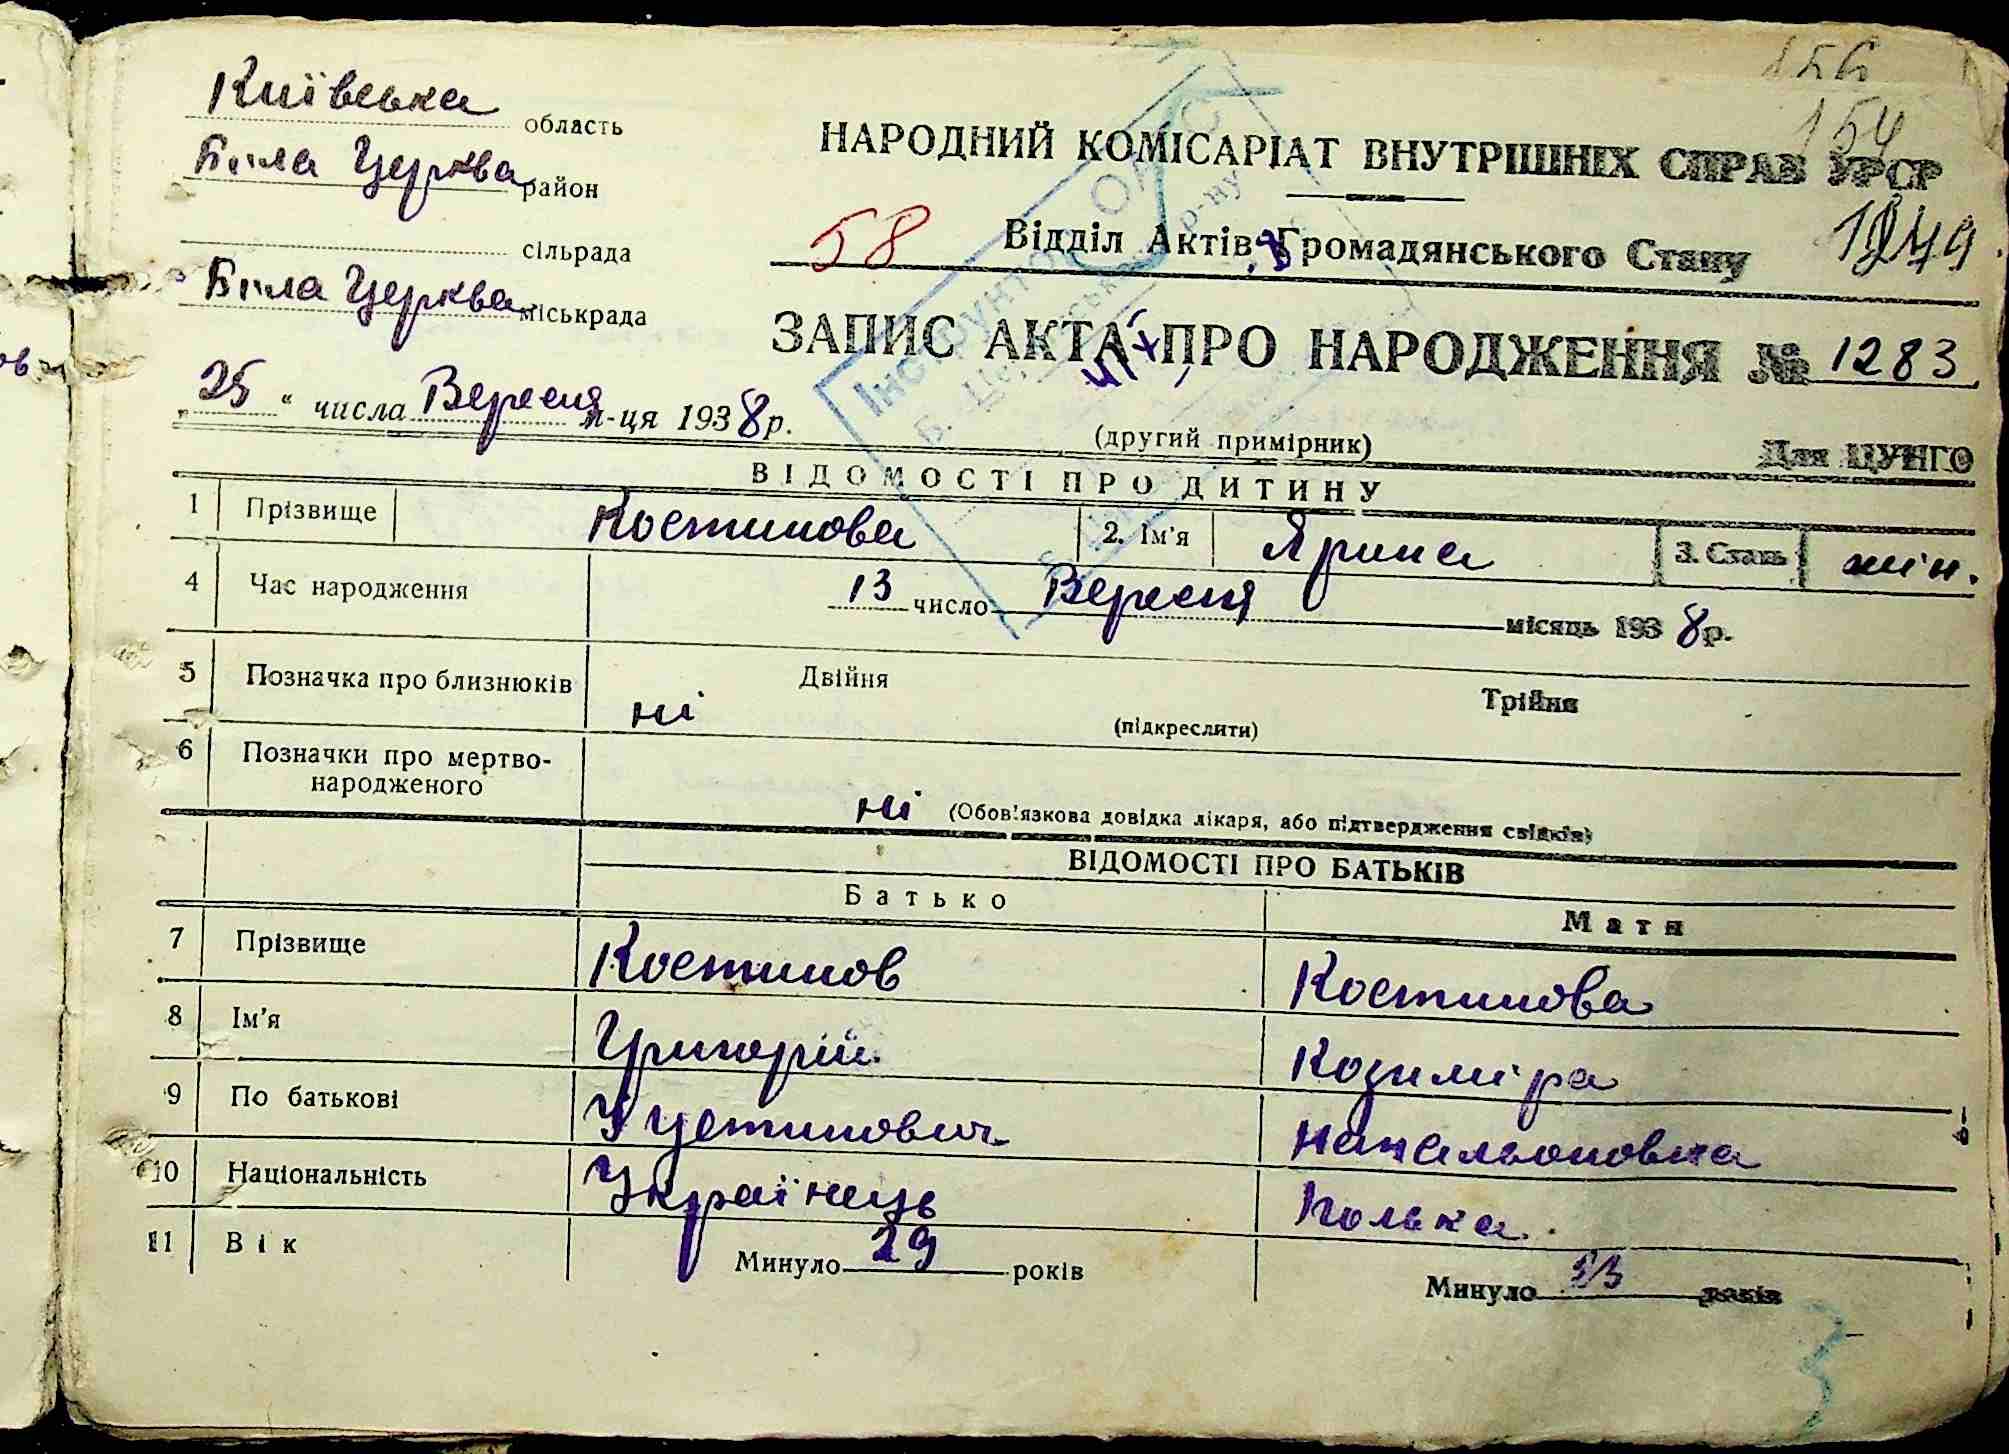 156
154
Київська область
Біла Церква район
сільрада
Біла Церква міськрада
НАРОДНИЙ КОМІСАРІАТ ВНУТРІШНІХ СПРАВ УРСР
58 Відділ Актів Громадянського Стану
ЗАПИС АКТА ПРО НАРОДЖЕННЯ № 1283
„25“ числа Вересня м-ця 1938 р.
(другий примірник) Для ЦУНГО
ВІДОМОСТІ ПРО ДИТИНУ
1 Прізвище Костинова 2. Ім'я Ярина 3. Стать жін.
4 Час народження 13 число Вересня місяць 1938 р.
5 Позначка про близнюків ні Двійня Трійня
(підкреслити)
6 Позначки про мертво-
народженого
ні (Обов'язкова довідка лікаря, або підтвердження свідків)
ВІДОМОСТІ ПРО БАТЬКІВ
Батько Мати
7 Прізвище Костинов Костинова
8 Ім'я Григорій Козиміра
9 По батькові Устинович Напальоновна
10 Національність Українець Полька
11 Вік Минуло 29 років Минуло років